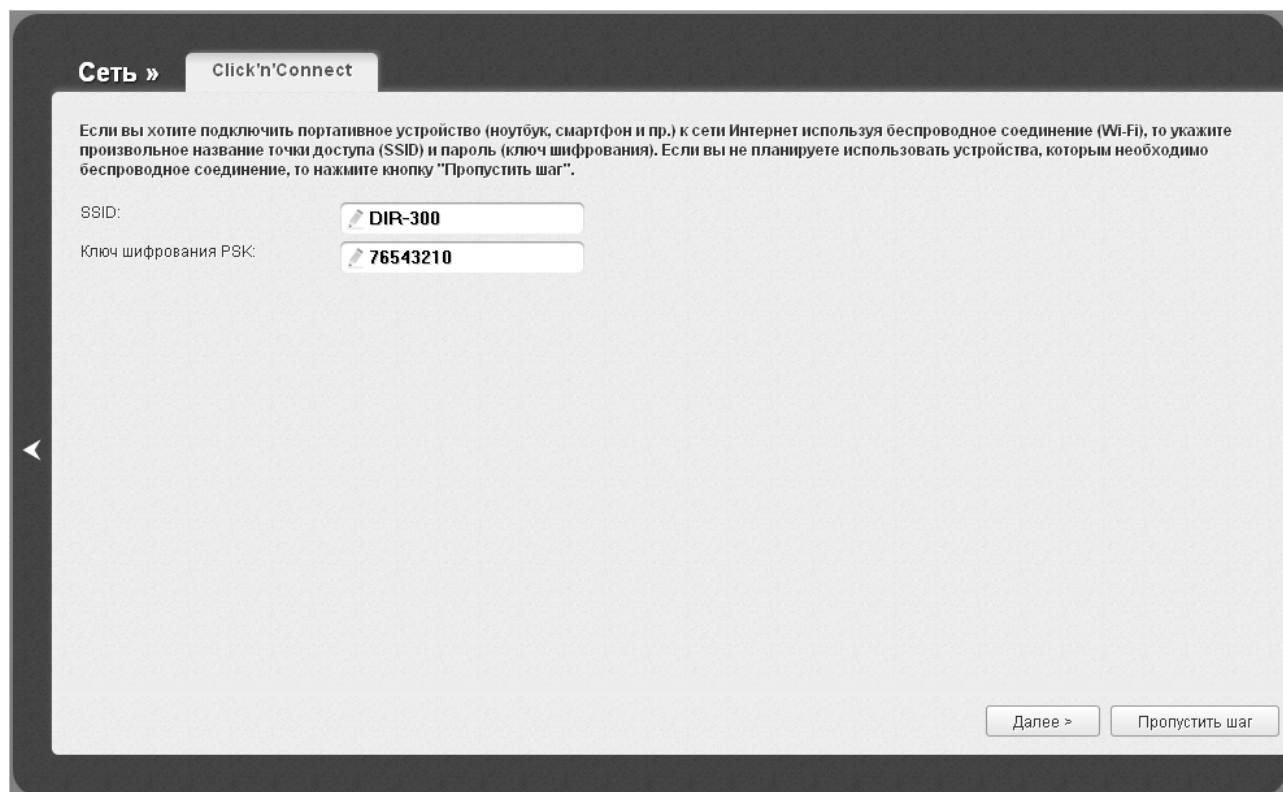 Сеть »
Click'n'Connect
Если вы хотите подключить портативное устройство (ноутбук, смартфон и пр.) к сети Интернет используя беспроводное соединение (Wi-Fi), то укажите
произвольное название точки доступа (SSID) и пароль (ключ шифрования). Если вы не планируете использовать устройства, которым необходимо
беспроводное соединение, то нажмите кнопку "Пропустить шаг".
SSID:
DIR-300
Ключ шифрования PSK:
76543210
Далее >
Пропустить шаг